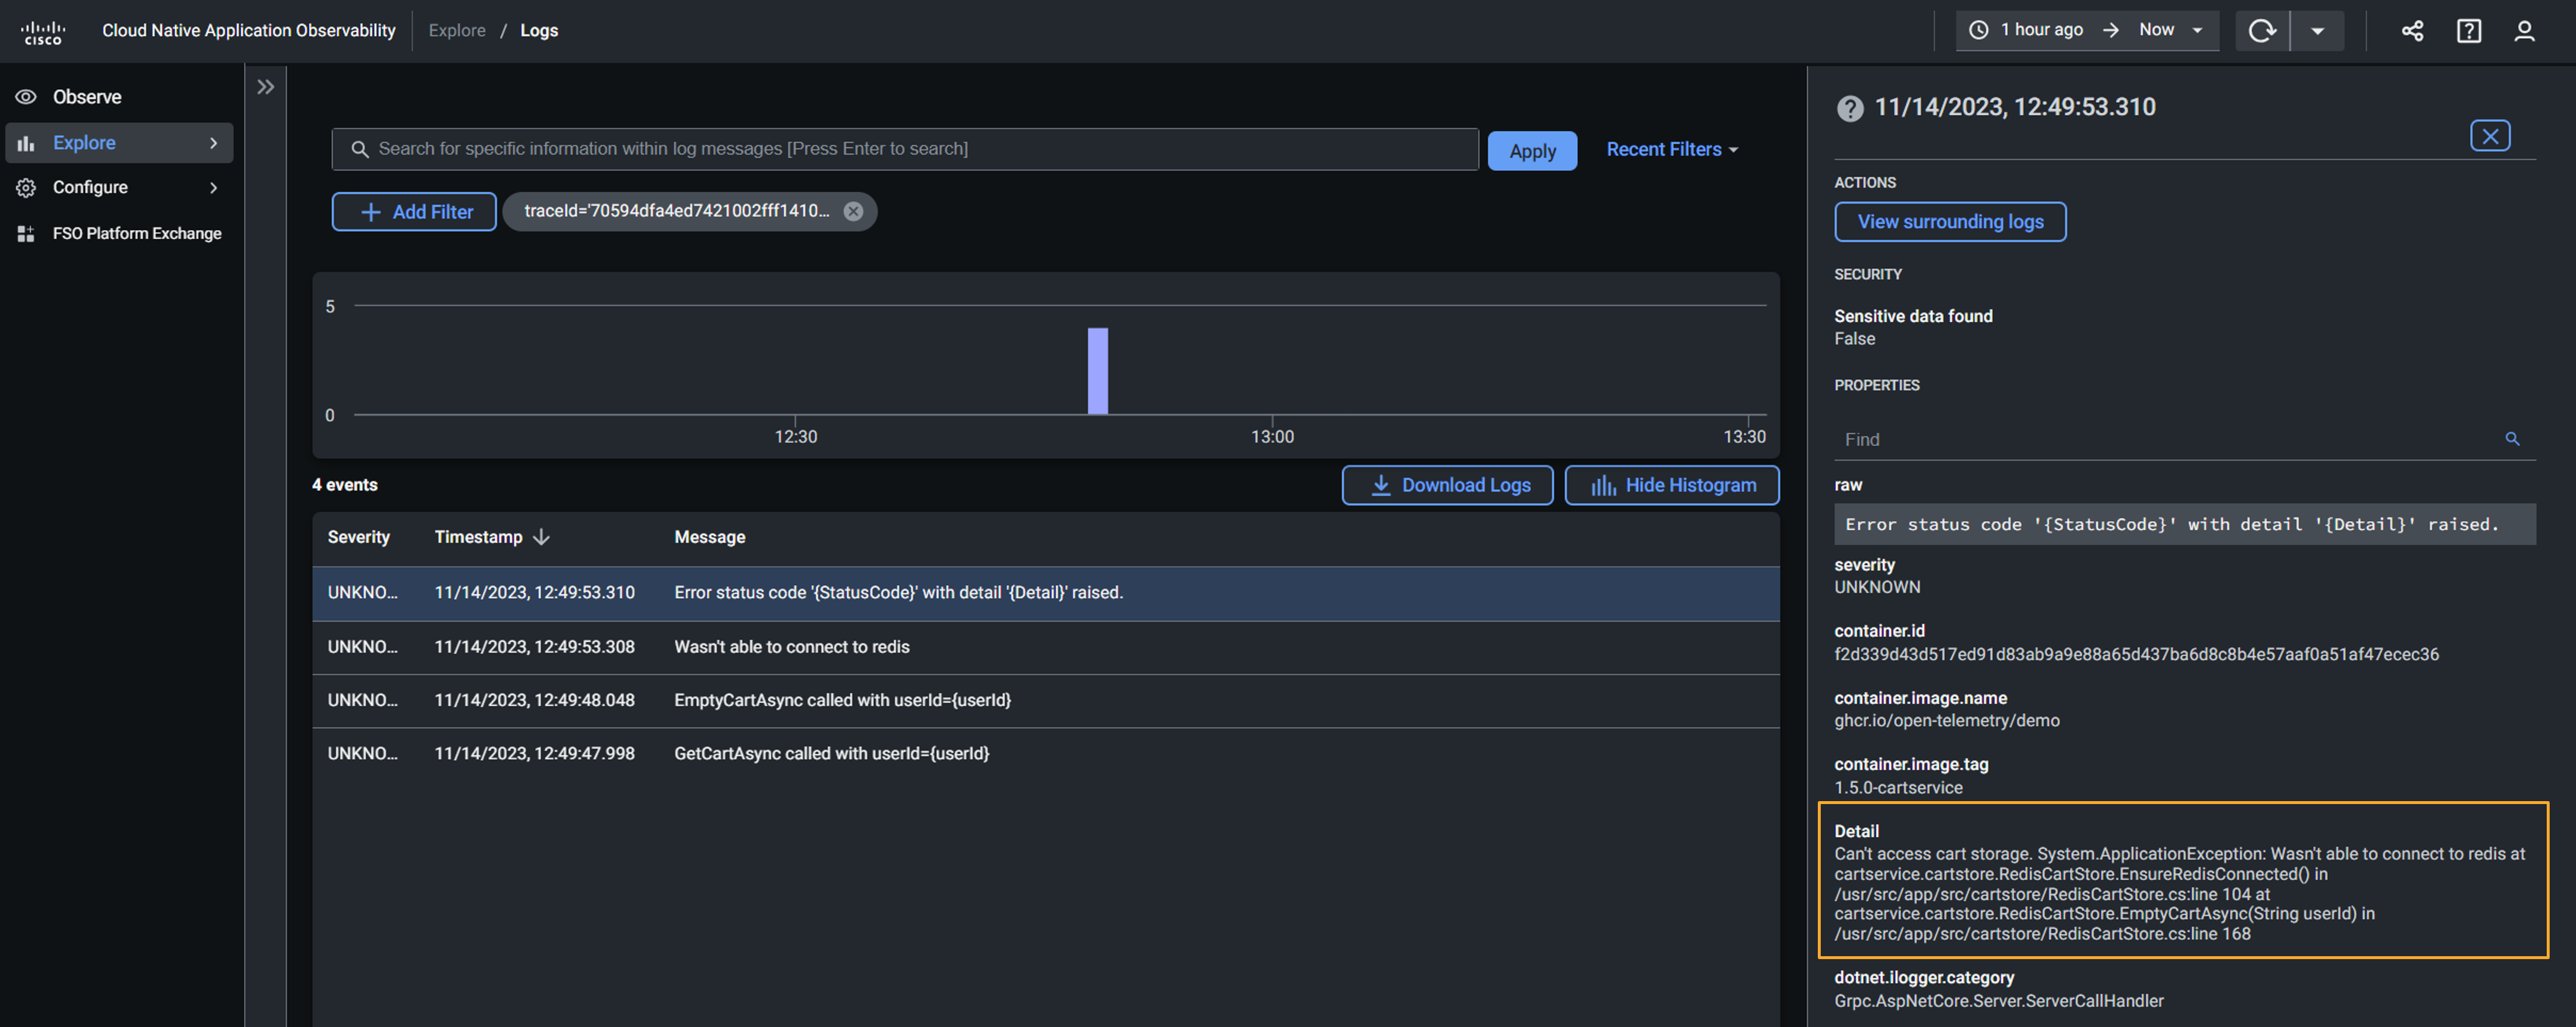 CISCO
Cloud Native Application Observability
Explore / Logs
1 hour ago → Now
Observe
Explore
Configure
FSO Platform Exchange
Search for specific information within log messages [Press Enter to search]
Apply
Recent Filters
Add Filter
traceId='70594dfa4ed7421002fff1410...
5
0
12:30
13:00
13:30
4 events
Download Logs
Hide Histogram
Severity Timestamp Message
UNKNO... 11/14/2023, 12:49:53.310 Error status code '{StatusCode}' with detail '{Detail}' raised.
UNKNO... 11/14/2023, 12:49:53.308 Wasn't able to connect to redis
UNKNO... 11/14/2023, 12:49:48.048 EmptyCartAsync called with userId={userId}
UNKNO... 11/14/2023, 12:49:47.998 GetCartAsync called with userId={userId}
11/14/2023, 12:49:53.310
ACTIONS
View surrounding logs
SECURITY
Sensitive data found
False
PROPERTIES
Find
raw
Error status code '{StatusCode}' with detail '{Detail}' raised.
severity
UNKNOWN
container.id
f2d339d43d517ed91d83ab9a9e88a65d437ba6d8c8b4e57aaf0a51af47ecec36
container.image.name
ghcr.io/open-telemetry/demo
container.image.tag
1.5.0-cartservice
Detail
Can't access cart storage. System.ApplicationException: Wasn't able to connect to redis at
cartservice.cartstore.RedisCartStore.EnsureRedisConnected() in
/usr/src/app/src/cartstore/RedisCartStore.cs:line 104 at
cartservice.cartstore.RedisCartStore.EmptyCartAsync(String userId) in
/usr/src/app/src/cartstore/RedisCartStore.cs:line 168
dotnet.ilogger.category
Grpc.AspNetCore.Server.ServerCallHandler